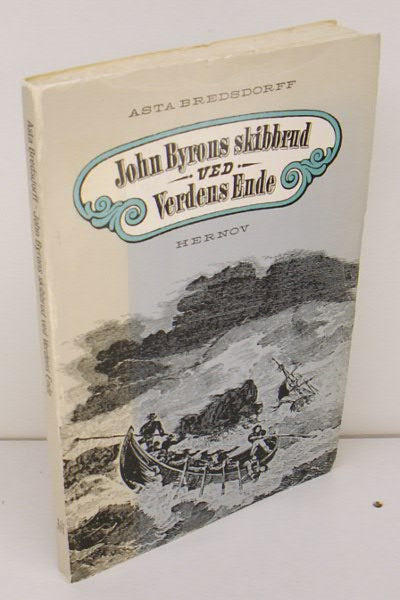 ASTA BREDSDORFF
John Byrons skibbrud
VED
Verdens Ende
HERNOV
Asta Bredsdorff - John Byrons skibbrud ved Verdens Ende